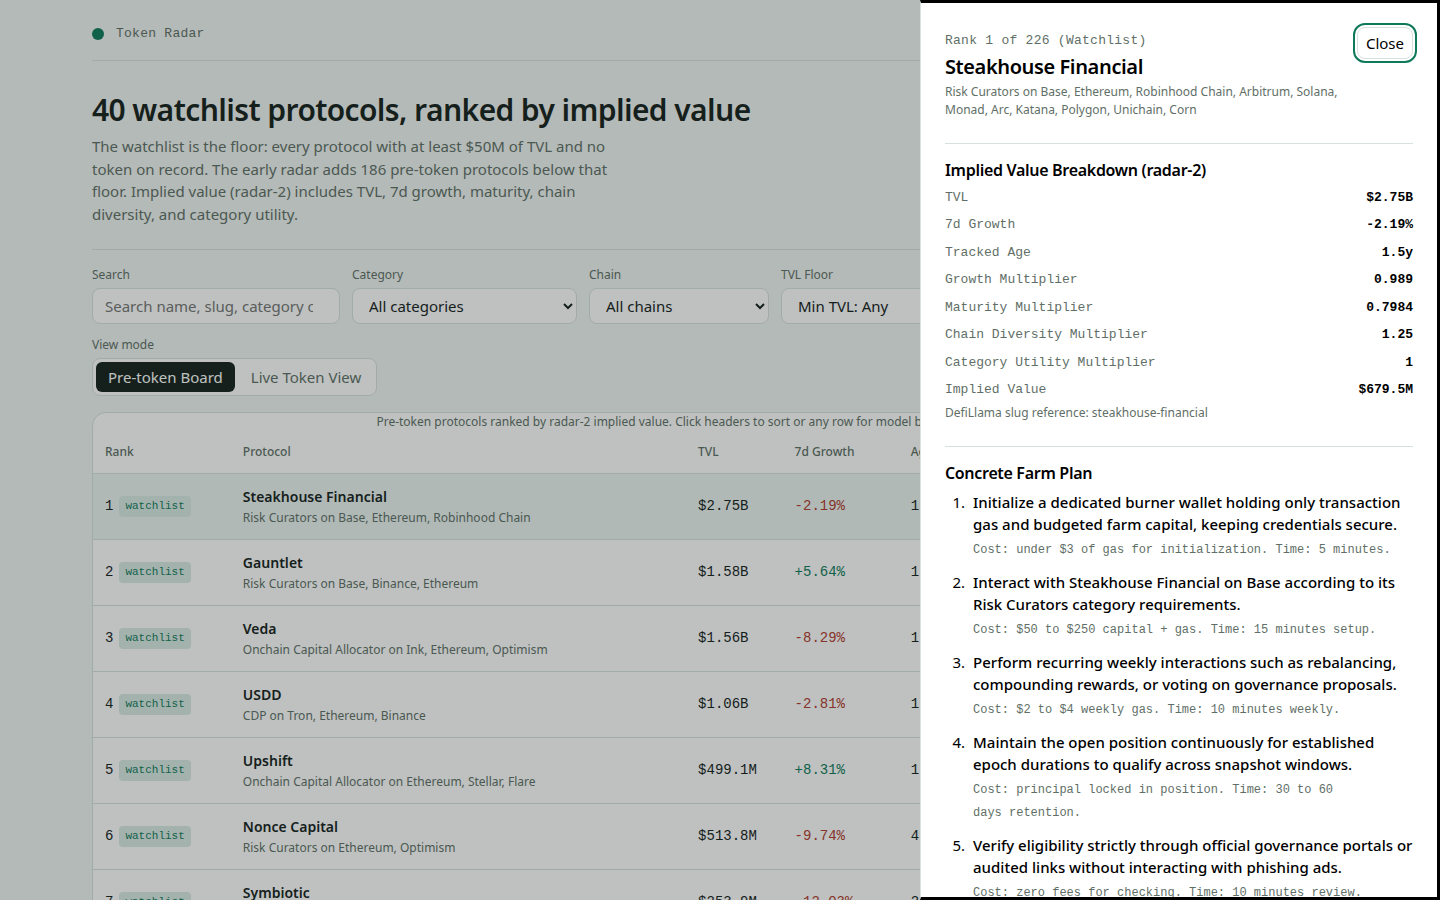 Token Radar
40 watchlist protocols, ranked by implied value
The watchlist is the floor: every protocol with at least $50M of TVL and no
token on record. The early radar adds 186 pre-token protocols below that
floor. Implied value (radar-2) includes TVL, 7d growth, maturity, chain
diversity, and category utility.
Search
Category
Chain
TVL Floor
Search name, slug, category
All categories
All chains
Min TVL: Any
View mode
Pre-token Board
Live Token View
Pre-token protocols ranked by radar-2 implied value. Click headers to sort or any row for model
Rank
Protocol
TVL
7d Growth
1 watchlist
Steakhouse Financial
Risk Curators on Base, Ethereum, Robinhood Chain
$2.75B
-2.19%
2 watchlist
Gauntlet
Risk Curators on Base, Binance, Ethereum
$1.58B
+5.64%
3 watchlist
Veda
Onchain Capital Allocator on Ink, Ethereum, Optimism
$1.56B
-8.29%
4 watchlist
USDD
CDP on Tron, Ethereum, Binance
$1.06B
-2.81%
5 watchlist
Upshift
Onchain Capital Allocator on Ethereum, Stellar, Flare
$499.1M
+8.31%
6 watchlist
Nonce Capital
Risk Curators on Ethereum, Optimism
$513.8M
-9.74%
Symbiotic
Rank 1 of 226 (Watchlist)
Close
Steakhouse Financial
Risk Curators on Base, Ethereum, Robinhood Chain, Arbitrum, Solana,
Monad, Arc, Katana, Polygon, Unichain, Corn
Implied Value Breakdown (radar-2)
TVL $2.75B
7d Growth -2.19%
Tracked Age 1.5y
Growth Multiplier 0.989
Maturity Multiplier 0.7984
Chain Diversity Multiplier 1.25
Category Utility Multiplier 1
Implied Value $679.5M
DefiLlama slug reference: steakhouse-financial
Concrete Farm Plan
1. Initialize a dedicated burner wallet holding only transaction
gas and budgeted farm capital, keeping credentials secure.
Cost: under $3 of gas for initialization. Time: 5 minutes.
2. Interact with Steakhouse Financial on Base according to its
Risk Curators category requirements.
Cost: $50 to $250 capital + gas. Time: 15 minutes setup.
3. Perform recurring weekly interactions such as rebalancing,
compounding rewards, or voting on governance proposals.
Cost: $2 to $4 weekly gas. Time: 10 minutes weekly.
4. Maintain the open position continuously for established
epoch durations to qualify across snapshot windows.
Cost: principal locked in position. Time: 30 to 60
days retention.
5. Verify eligibility strictly through official governance portals or
audited links without interacting with phishing ads.
Cost: zero fees for checking. Time: 10 minutes review.